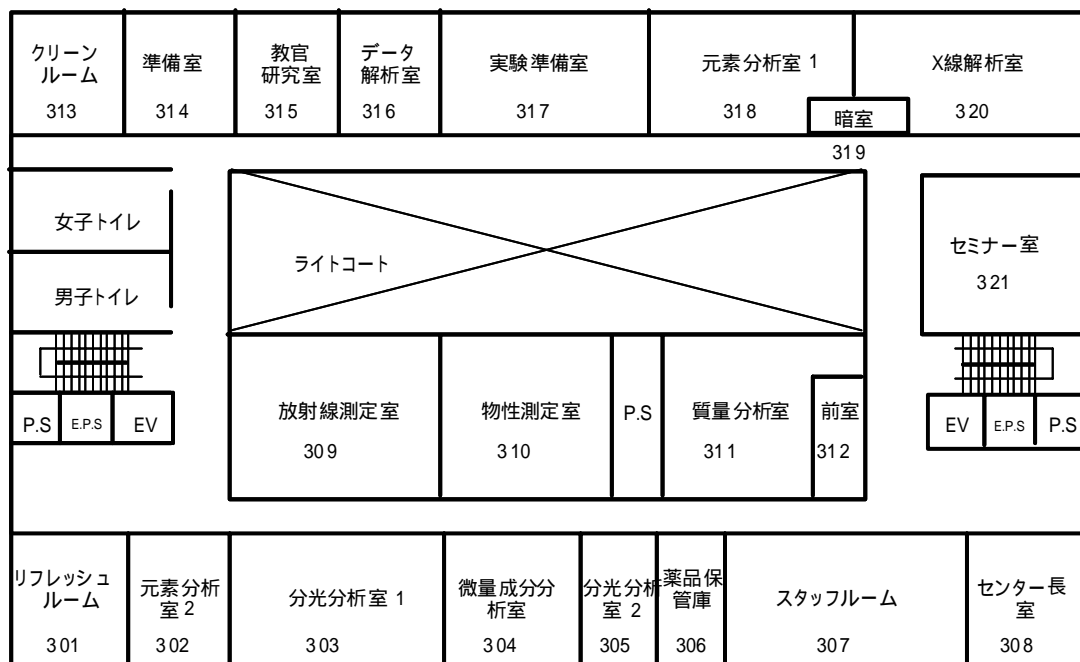 クリーン
ルーム
313
準備室
314
教官
研究室
315
データ
解析室
316
実験準備室
317
元素分析室 1
318
X線解析室
320
暗室
319
女子トイレ
男子トイレ
ライトコート
セミナー室
321
P.S
E.P.S
EV
放射線測定室
309
物性測定室
310
P.S
質量分析室
311
前室
312
EV
E.P.S
P.S
リフレッシュ
ルーム
301
元素分析
室 2
302
分光分析室 1
303
微量成分分
析室
304
分光分析
室 2
305
薬品保
管庫
306
スタッフルーム
307
センター長
室
308